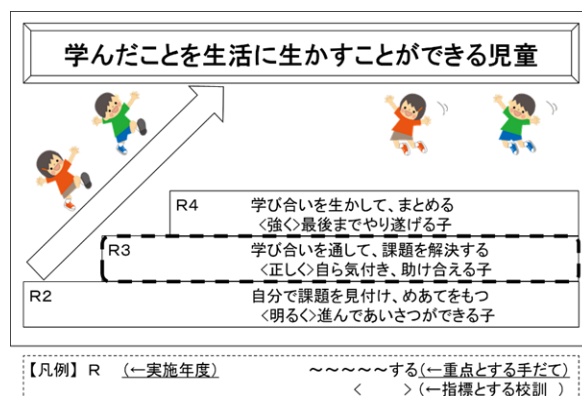 学んだことを生活に生かすことができる児童
R4 学び合いを生かして、まとめる
<強く>最後までやり遂げる子
R3 学び合いを通して、課題を解決する
<正しく>自ら気付き、助け合える子
R2 自分で課題を見付け、めあてをもつ
<明るく>進んであいさつができる子
【凡例】 R (←実施年度) ~~~~~する(←重点とする手だて)
< >(←指標とする校訓 )